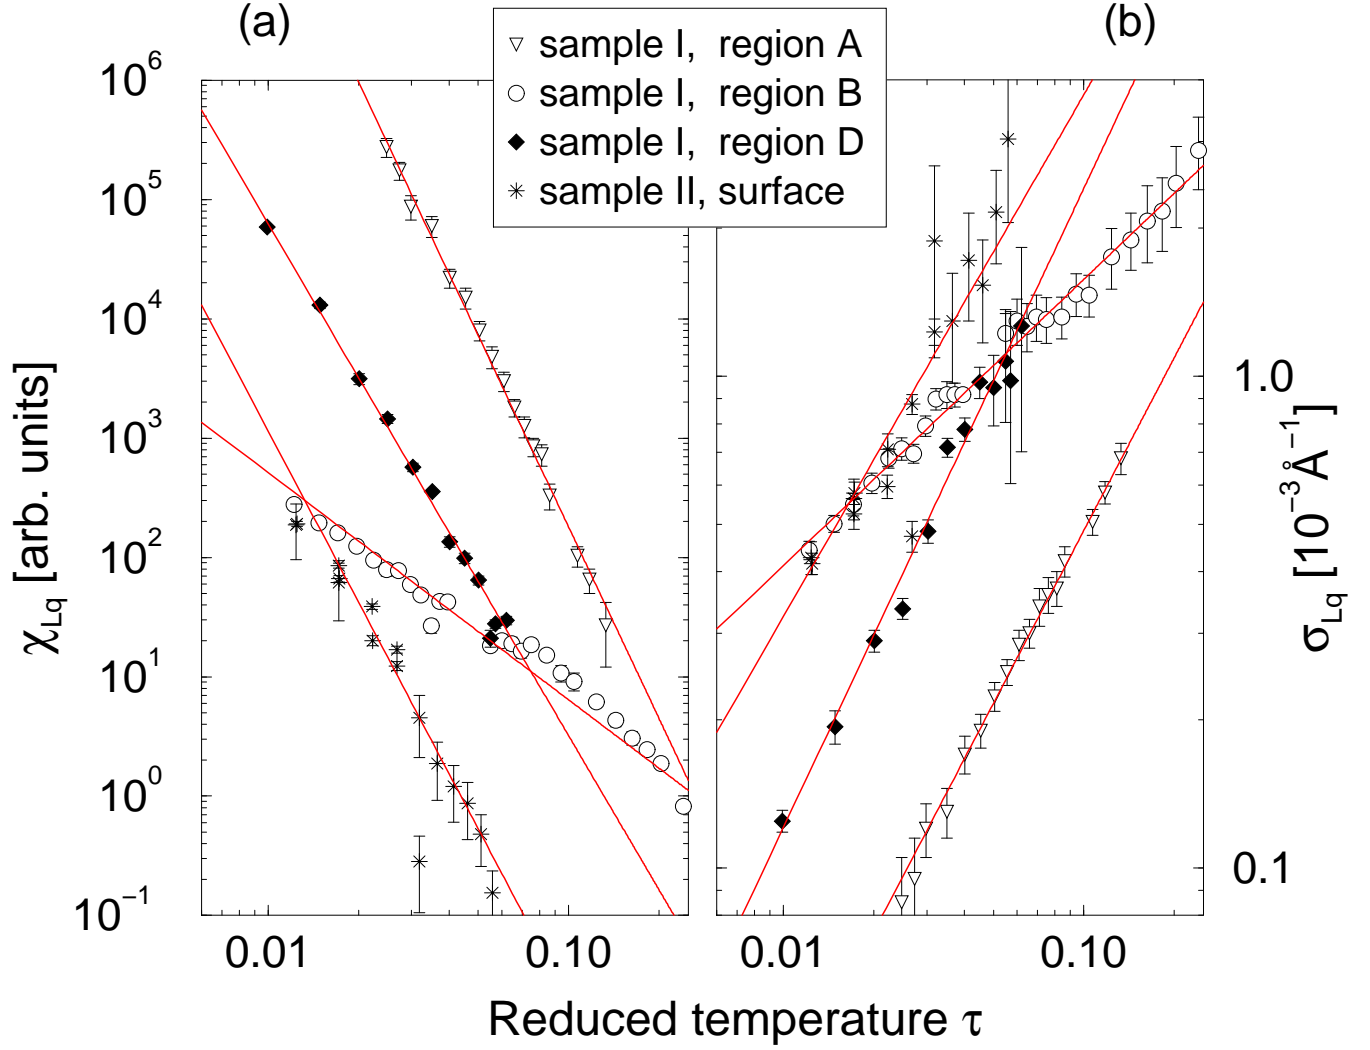 (a)
(b)
sample I, region A
sample I, region B
sample I, region D
sample II, surface
10^6
10^5
10^4
10^3
10^2
10^1
10^0
10^−1
χ_Lq [arb. units]
1.0
0.1
σ_Lq [10^−3 Å^−1]
0.01
0.10
0.01
0.10
Reduced temperature τ